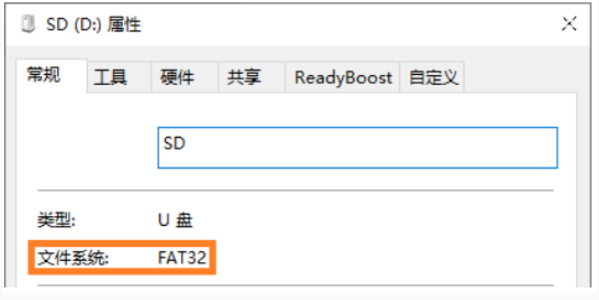 SD (D:) 属性
常规 工具 硬件 共享 ReadyBoost 自定义
SD
类型: U 盘
文件系统: FAT32